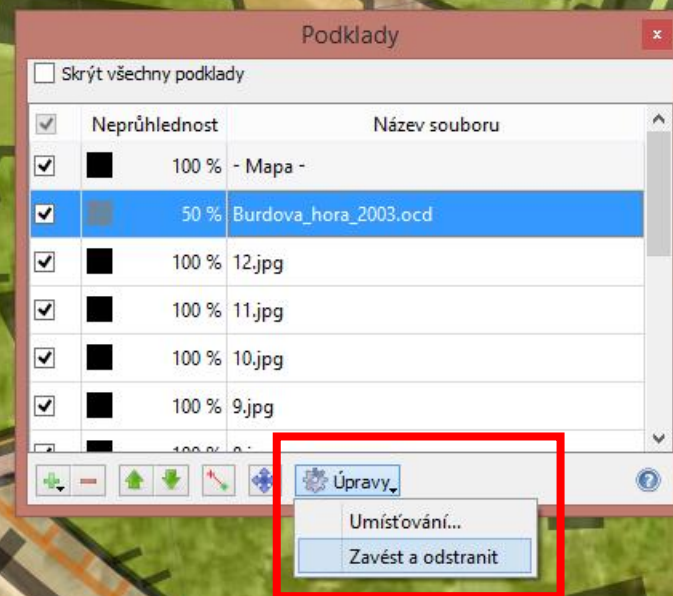 Podklady
x
Skrýt všechny podklady
Neprůhlednost Název souboru
100 % - Mapa -
50 % Burdova_hora_2003.ocd
100 % 12.jpg
100 % 11.jpg
100 % 10.jpg
100 % 9.jpg
100 %
Úpravy
Umísťování...
Zavést a odstranit